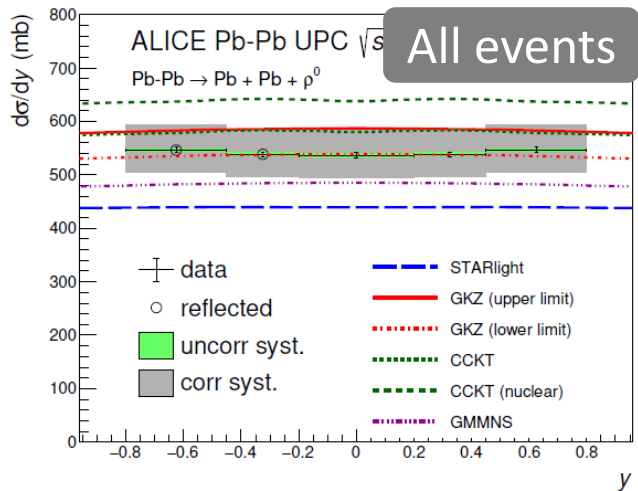 ALICE Pb-Pb UPC √s
All events
Pb-Pb → Pb + Pb + ρ⁰
dσ/dy (mb)
800
700
600
500
400
300
200
100
0
data
reflected
uncorr syst.
corr syst.
STARlight
GKZ (upper limit)
GKZ (lower limit)
CCKT
CCKT (nuclear)
GMMNS
−0.8 −0.6 −0.4 −0.2 0 0.2 0.4 0.6 0.8
y